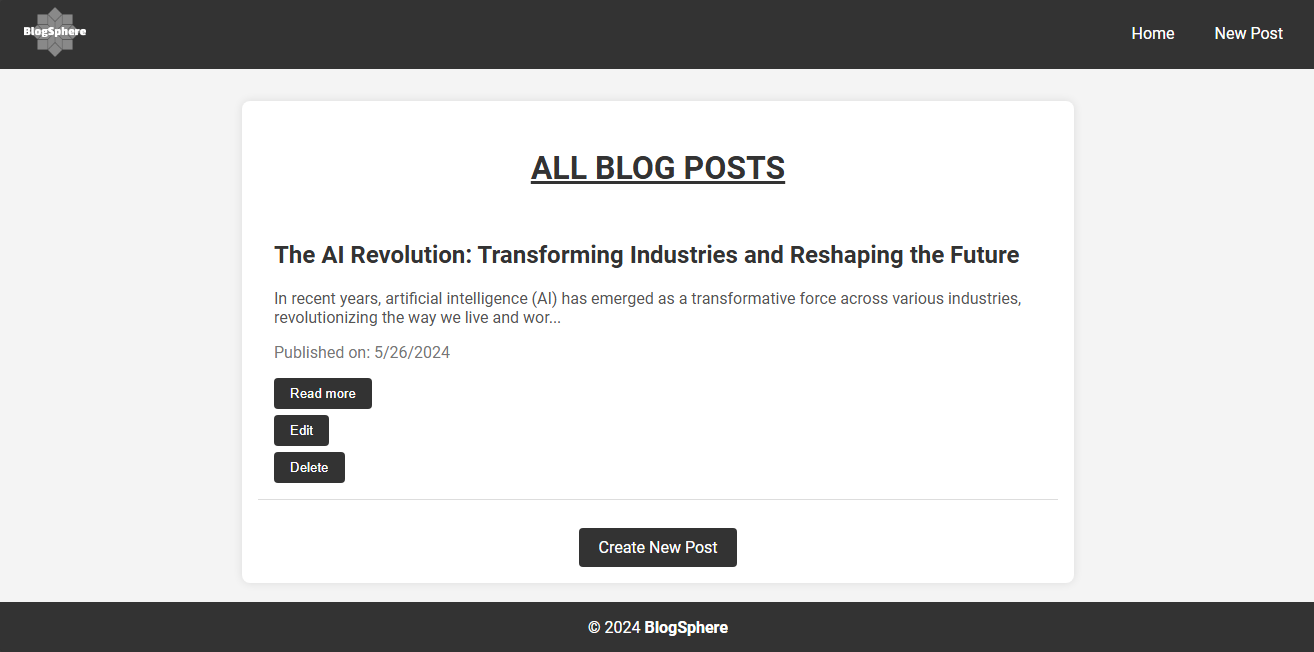 BlogSphere
Home
New Post
ALL BLOG POSTS
The AI Revolution: Transforming Industries and Reshaping the Future
In recent years, artificial intelligence (AI) has emerged as a transformative force across various industries,
revolutionizing the way we live and wor...
Published on: 5/26/2024
Read more
Edit
Delete
Create New Post
© 2024 BlogSphere